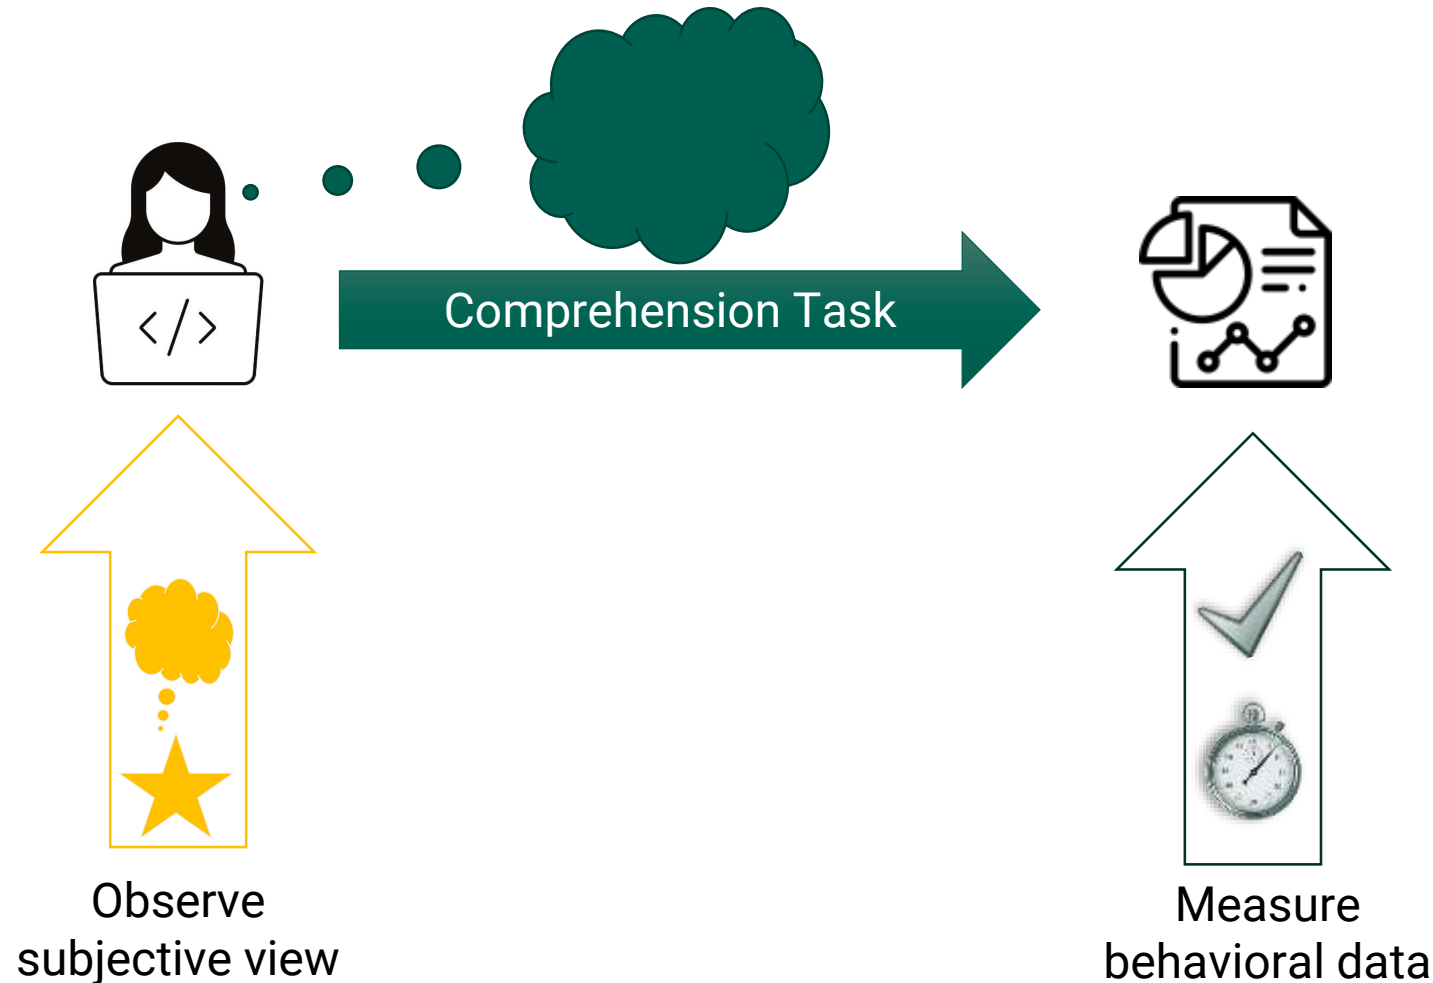 Comprehension Task
</>
Observe
subjective view
Measure
behavioral data